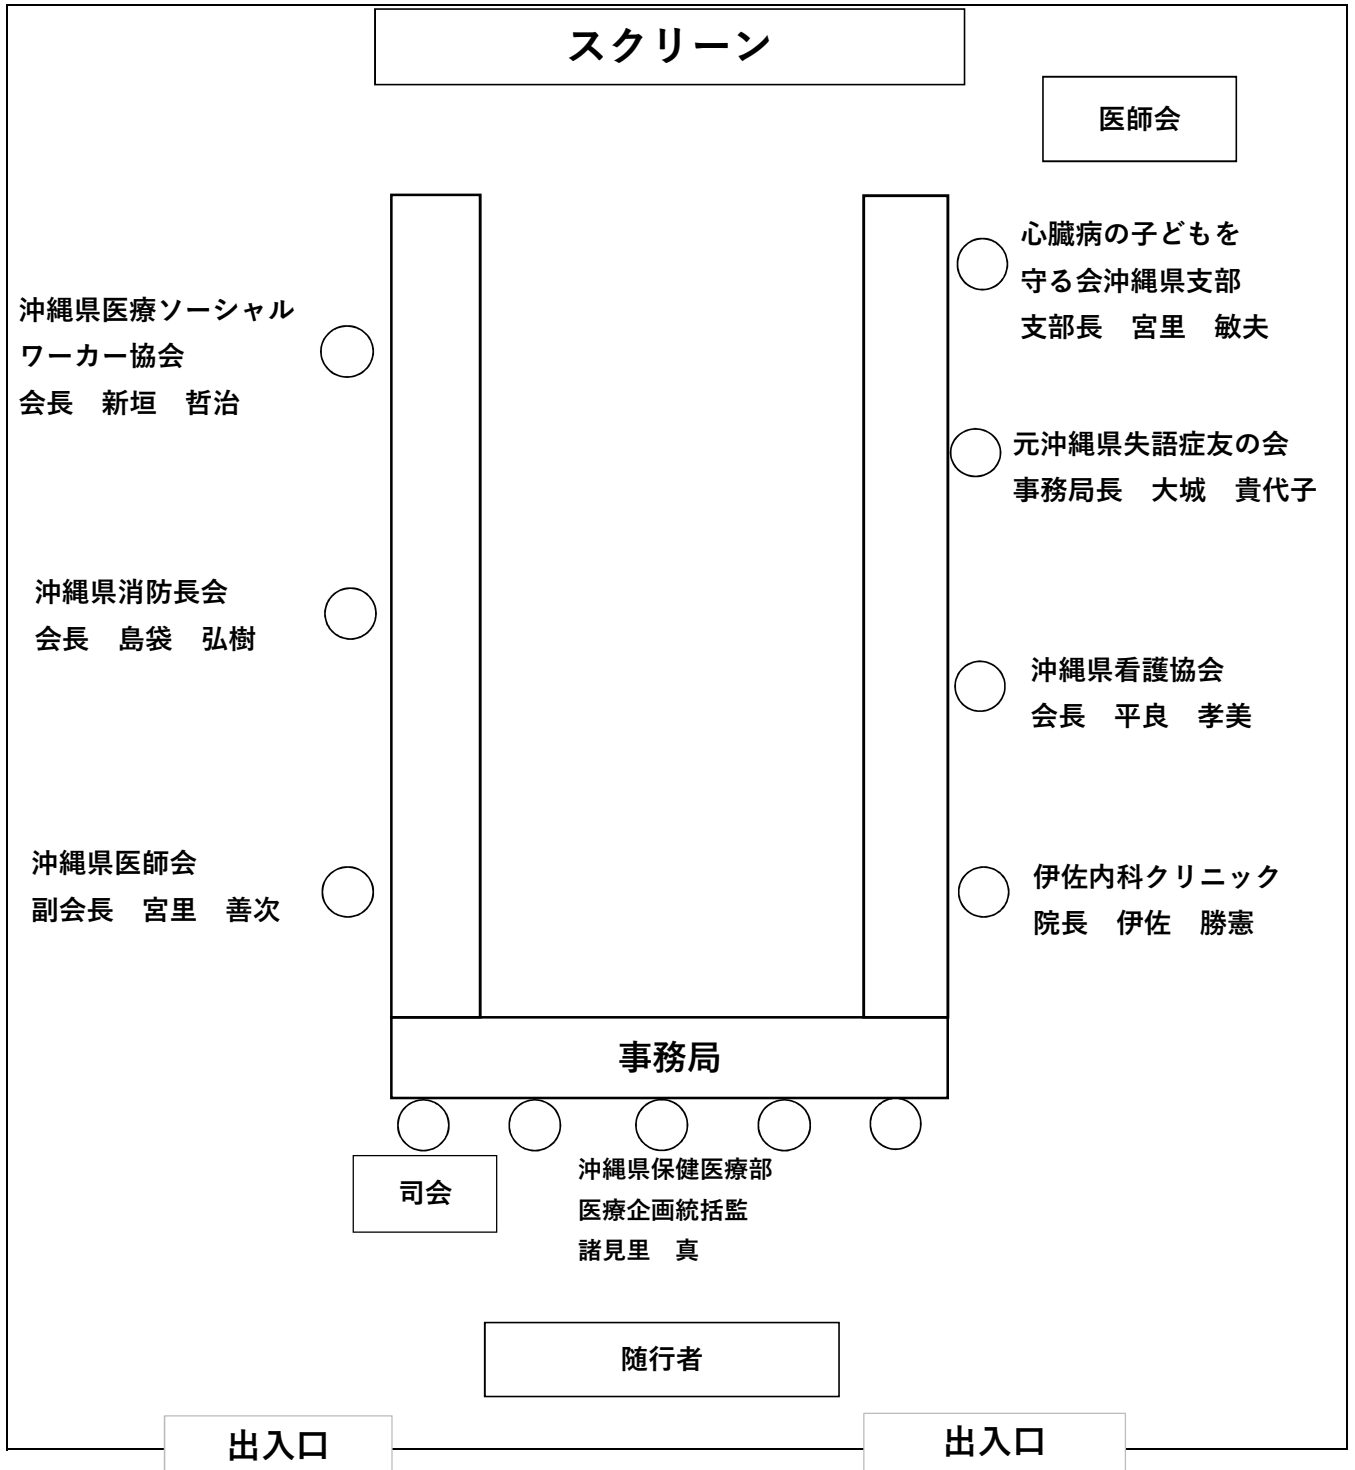 スクリーン
医師会
沖縄県医療ソーシャル
ワーカー協会
会長　新垣　哲治
沖縄県消防長会
会長　島袋　弘樹
沖縄県医師会
副会長　宮里　善次
心臓病の子どもを
守る会沖縄県支部
支部長　宮里　敏夫
元沖縄県失語症友の会
事務局長　大城　貴代子
沖縄県看護協会
会長　平良　孝美
伊佐内科クリニック
院長　伊佐　勝憲
事務局
司会
沖縄県保健医療部
医療企画統括監
諸見里　真
随行者
出入口
出入口